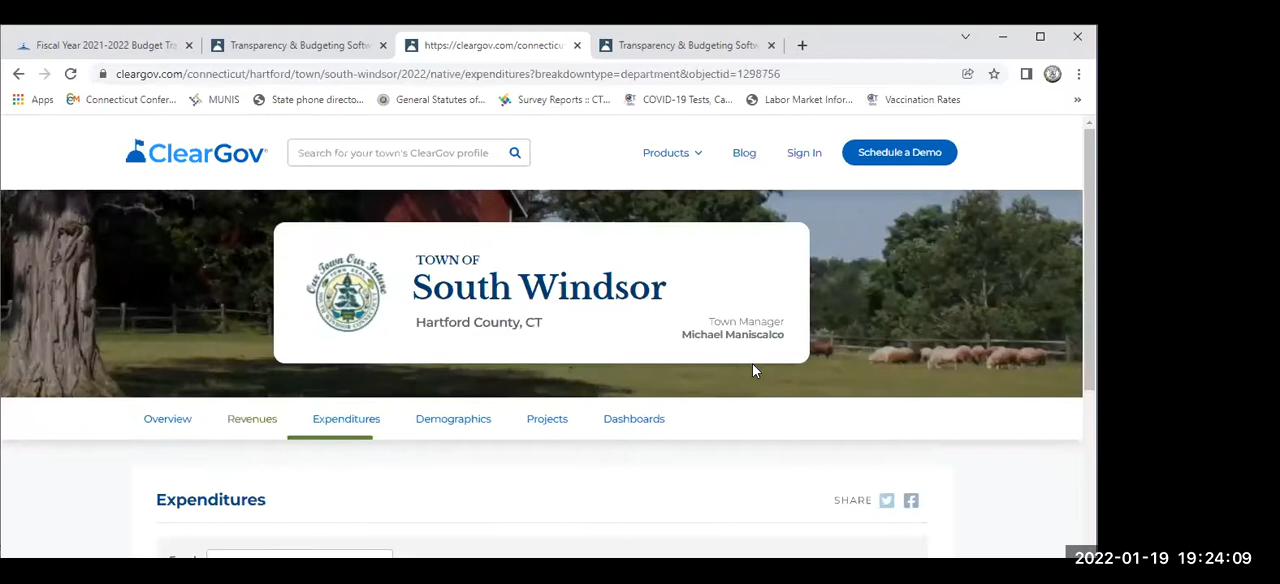 Fiscal Year 2021-2022 Budget Tra
Transparency & Budgeting Softw
https://cleargov.com/connecticu
Transparency & Budgeting Softw
cleargov.com/connecticut/hartford/town/south-windsor/2022/native/expenditures?breakdowntype=department&objectid=1298756
Apps
Connecticut Confer...
MUNIS
State phone directo...
General Statutes of...
Survey Reports :: CT...
COVID-19 Tests, Ca...
Labor Market Infor...
Vaccination Rates
»
ClearGov
Search for your town's ClearGov profile
Products
Blog
Sign In
Schedule a Demo
Our Town Our Future
TOWN OF
South Windsor
Hartford County, CT
Town Manager
Michael Maniscalco
Overview
Revenues
Expenditures
Demographics
Projects
Dashboards
Expenditures
SHARE
2022-01-19 19:24:09